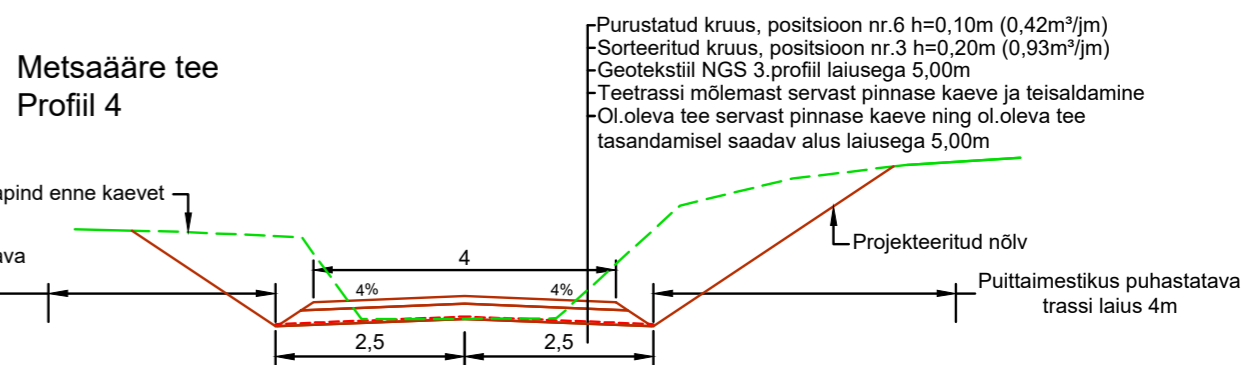 Metsaääre tee
Profiil 4
Purustatud kruus, positsioon nr.6 h=0,10m (0,42m³/jm)
Sorteeritud kruus, positsioon nr.3 h=0,20m (0,93m³/jm)
Geotekstiil NGS 3.profiil laiusega 5,00m
Teetrassi mõlemast servast pinnase kaeve ja teisaldamine
Ol.oleva tee servast pinnase kaeve ning ol.oleva tee
tasandamisel saadav alus laiusega 5,00m
apind enne kaevet
ava
4
4%
4%
Projekteeritud nõlv
Puittaimestikus puhastatava
trassi laius 4m
2,5
2,5